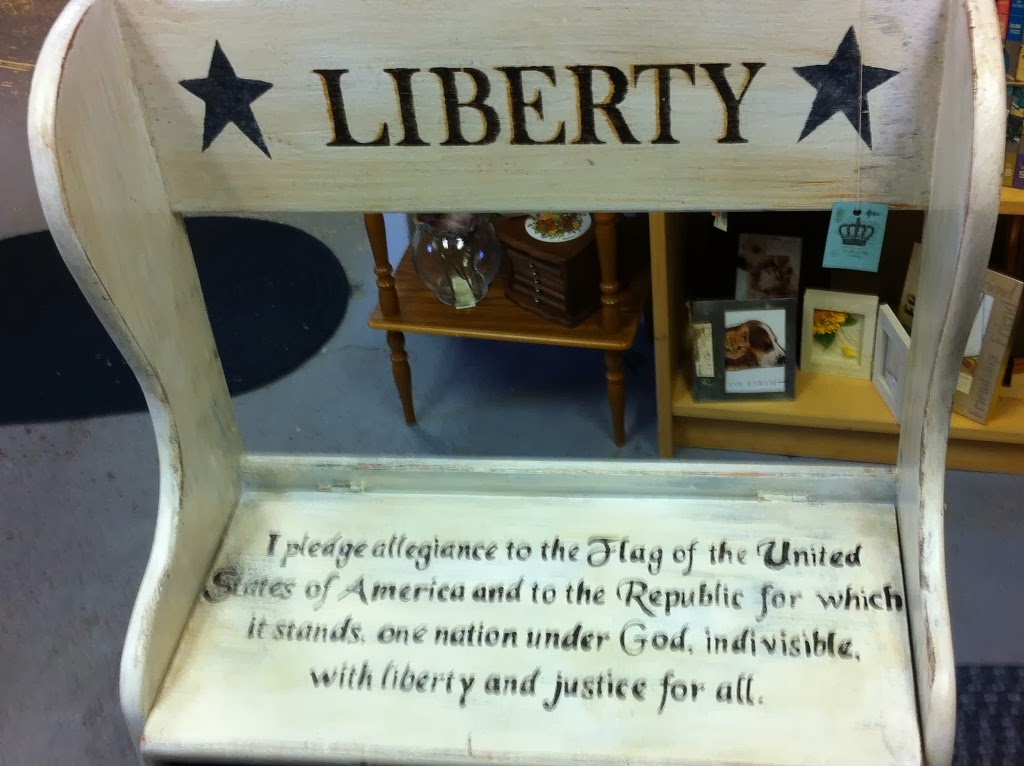 LIBERTY
I pledge allegiance to the Flag of the United
States of America and to the Republic for which
it stands. one nation under God. indivisible.
with liberty and justice for all.